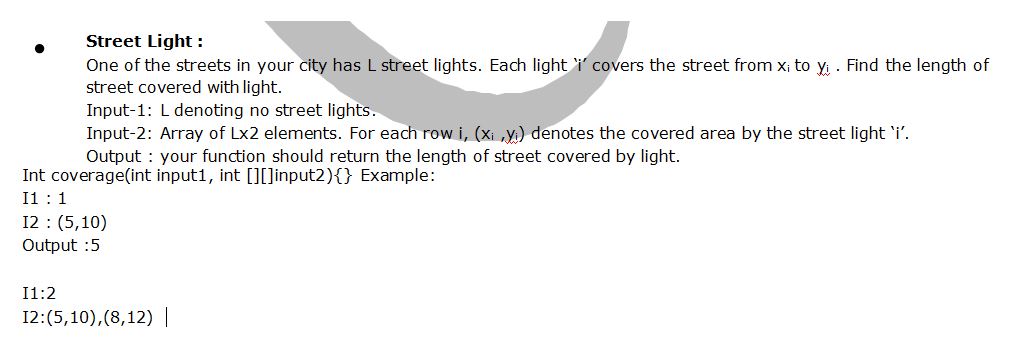 Street Light :
One of the streets in your city has L street lights. Each light 'i' covers the street from xi to yi . Find the length of
street covered with light.
Input-1: L denoting no street lights.
Input-2: Array of Lx2 elements. For each row i, (xi ,yi) denotes the covered area by the street light 'i'.
Output : your function should return the length of street covered by light.
Int coverage(int input1, int [][]input2){} Example:
I1 : 1
I2 : (5,10)
Output :5
I1:2
I2:(5,10),(8,12)